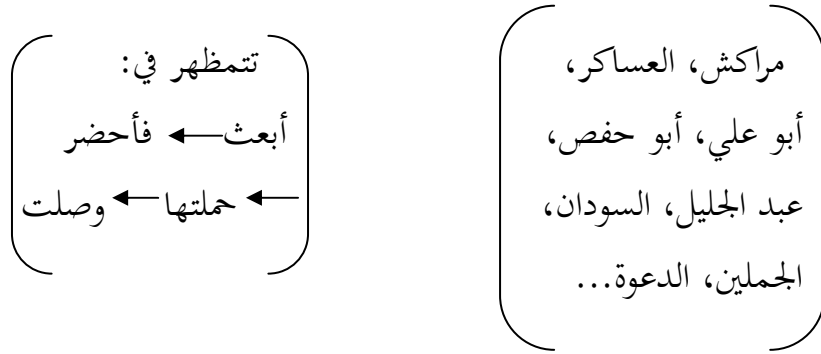 مراكش، العساكر،
أبو علي، أبو حفص،
عبد الجليل، السودان،
الجملين، الدعوة...
تتمظهر في:
أبعث ← فأحضر
← حملتها ← وصلت